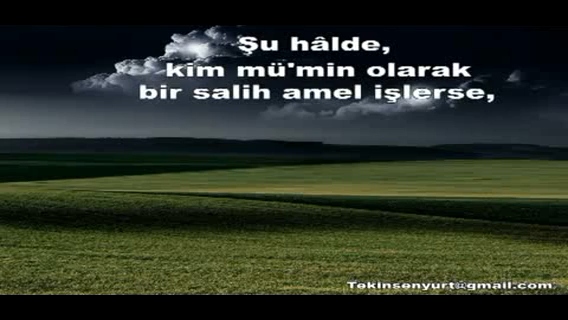 Şu hâlde,
kim mü'min olarak
bir salih amel işlerse,
Tekinsenyurt@gmail.com